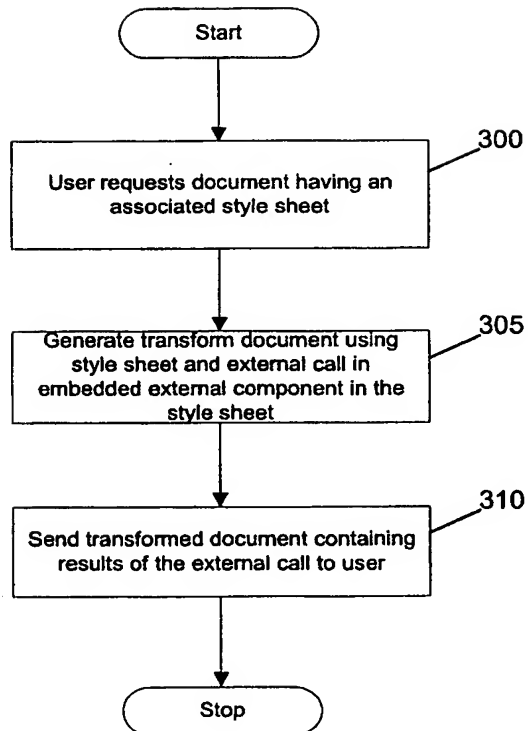 Start
300
User requests document having an
associated style sheet
305
Generate transform document using
style sheet and external call in
embedded external component in the
style sheet
310
Send transformed document containing
results of the external call to user
Stop